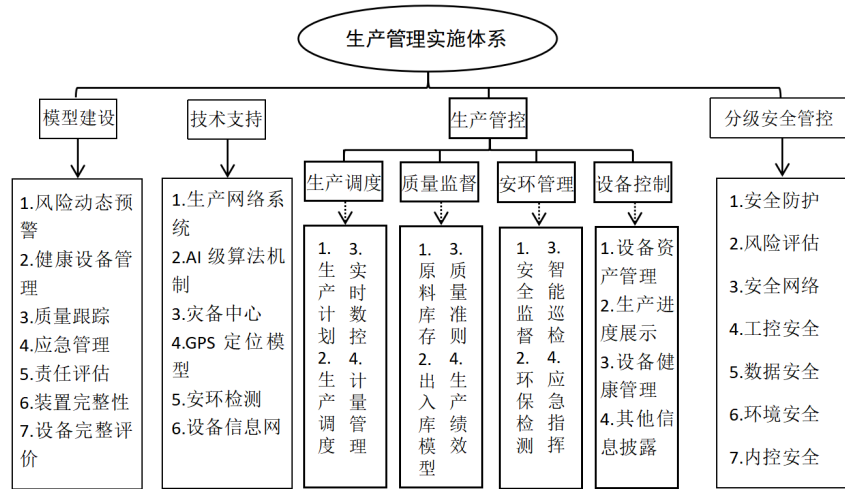 生产管理实施体系
模型建设
技术支持
生产管控
分级安全管控
生产调度
质量监督
安环管理
设备控制
1.风险动态预
警
2.健康设备管
理
3.质量跟踪
4.应急管理
5.责任评估
6.装置完整性
7.设备完整评
价
1.生产网络系
统
2.AI 级算法机
制
3.灾备中心
4.GPS 定位模
型
5.安环检测
6.设备信息网
1.生产计划
2.生产调度
3.实时数控
4.计量管理
1.原料库存
2.出入库模型
3.质量准则
4.生产绩效
1.安全监督
2.环保检测
3.智能巡检
4.应急指挥
1.设备资
产管理
2.生产进
度展示
3.设备健
康管理
4.其他信
息披露
1.安全防护
2.风险评估
3.安全网络
4.工控安全
5.数据安全
6.环境安全
7.内控安全